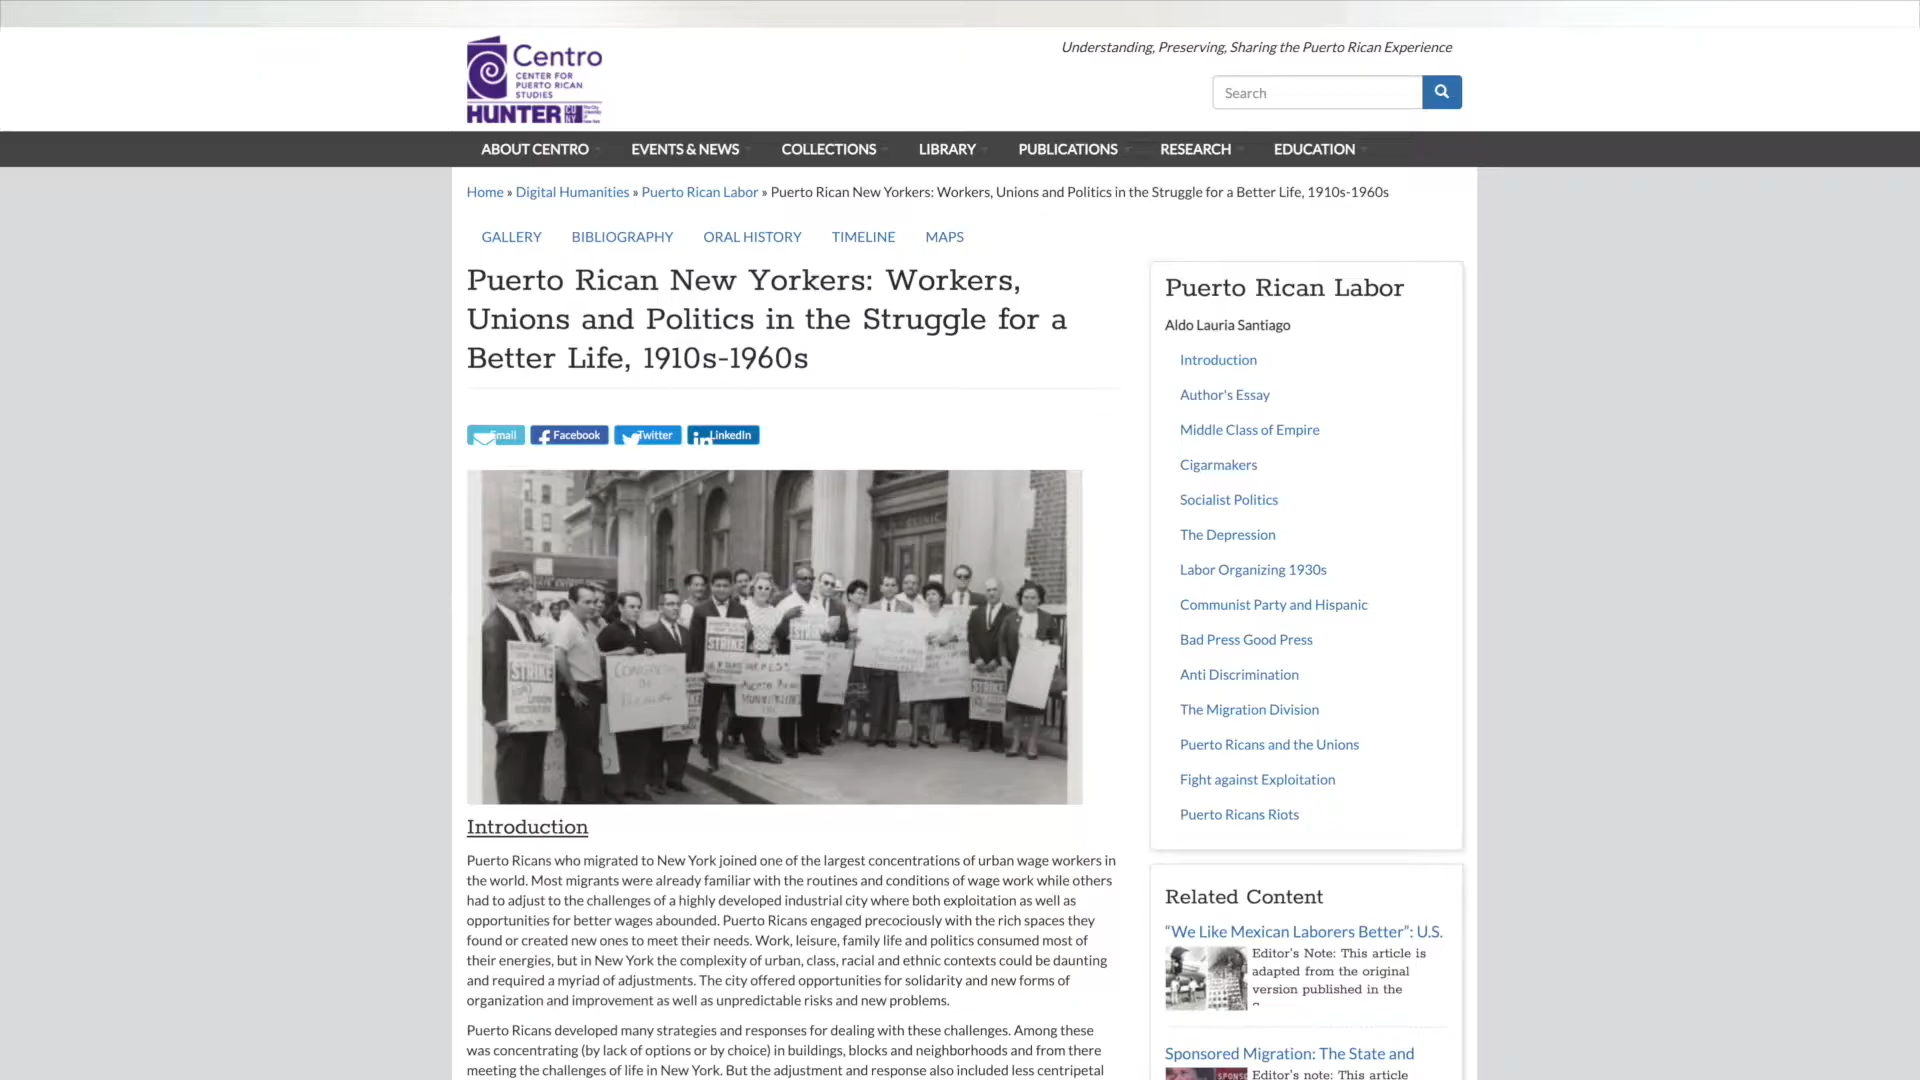 Centro
CENTER FOR
PUERTO RICAN
STUDIES
HUNTER
Understanding, Preserving, Sharing the Puerto Rican Experience
Search
ABOUT CENTRO EVENTS & NEWS COLLECTIONS LIBRARY PUBLICATIONS RESEARCH EDUCATION
Home » Digital Humanities » Puerto Rican Labor » Puerto Rican New Yorkers: Workers, Unions and Politics in the Struggle for a Better Life, 1910s-1960s
GALLERY BIBLIOGRAPHY ORAL HISTORY TIMELINE MAPS
Puerto Rican New Yorkers: Workers,
Unions and Politics in the Struggle for a
Better Life, 1910s-1960s
Email Facebook Twitter LinkedIn
CLINIC
STRIKE
STRIKE
STRIKE
STRIKE
Introduction
Puerto Ricans who migrated to New York joined one of the largest concentrations of urban wage workers in
the world. Most migrants were already familiar with the routines and conditions of wage work while others
had to adjust to the challenges of a highly developed industrial city where both exploitation as well as
opportunities for better wages abounded. Puerto Ricans engaged precociously with the rich spaces they
found or created new ones to meet their needs. Work, leisure, family life and politics consumed most of
their energies, but in New York the complexity of urban, class, racial and ethnic contexts could be daunting
and required a myriad of adjustments. The city offered opportunities for solidarity and new forms of
organization and improvement as well as unpredictable risks and new problems.
Puerto Ricans developed many strategies and responses for dealing with these challenges. Among these
was concentrating (by lack of options or by choice) in buildings, blocks and neighborhoods and from there
meeting the challenges of life in New York. But the adjustment and response also included less centripetal
Puerto Rican Labor
Aldo Lauria Santiago
Introduction
Author's Essay
Middle Class of Empire
Cigarmakers
Socialist Politics
The Depression
Labor Organizing 1930s
Communist Party and Hispanic
Bad Press Good Press
Anti Discrimination
The Migration Division
Puerto Ricans and the Unions
Fight against Exploitation
Puerto Ricans Riots
Related Content
“We Like Mexican Laborers Better”: U.S.
Editor's Note: This article is
adapted from the original
version published in the
Sponsored Migration: The State and
Editor's note: This article